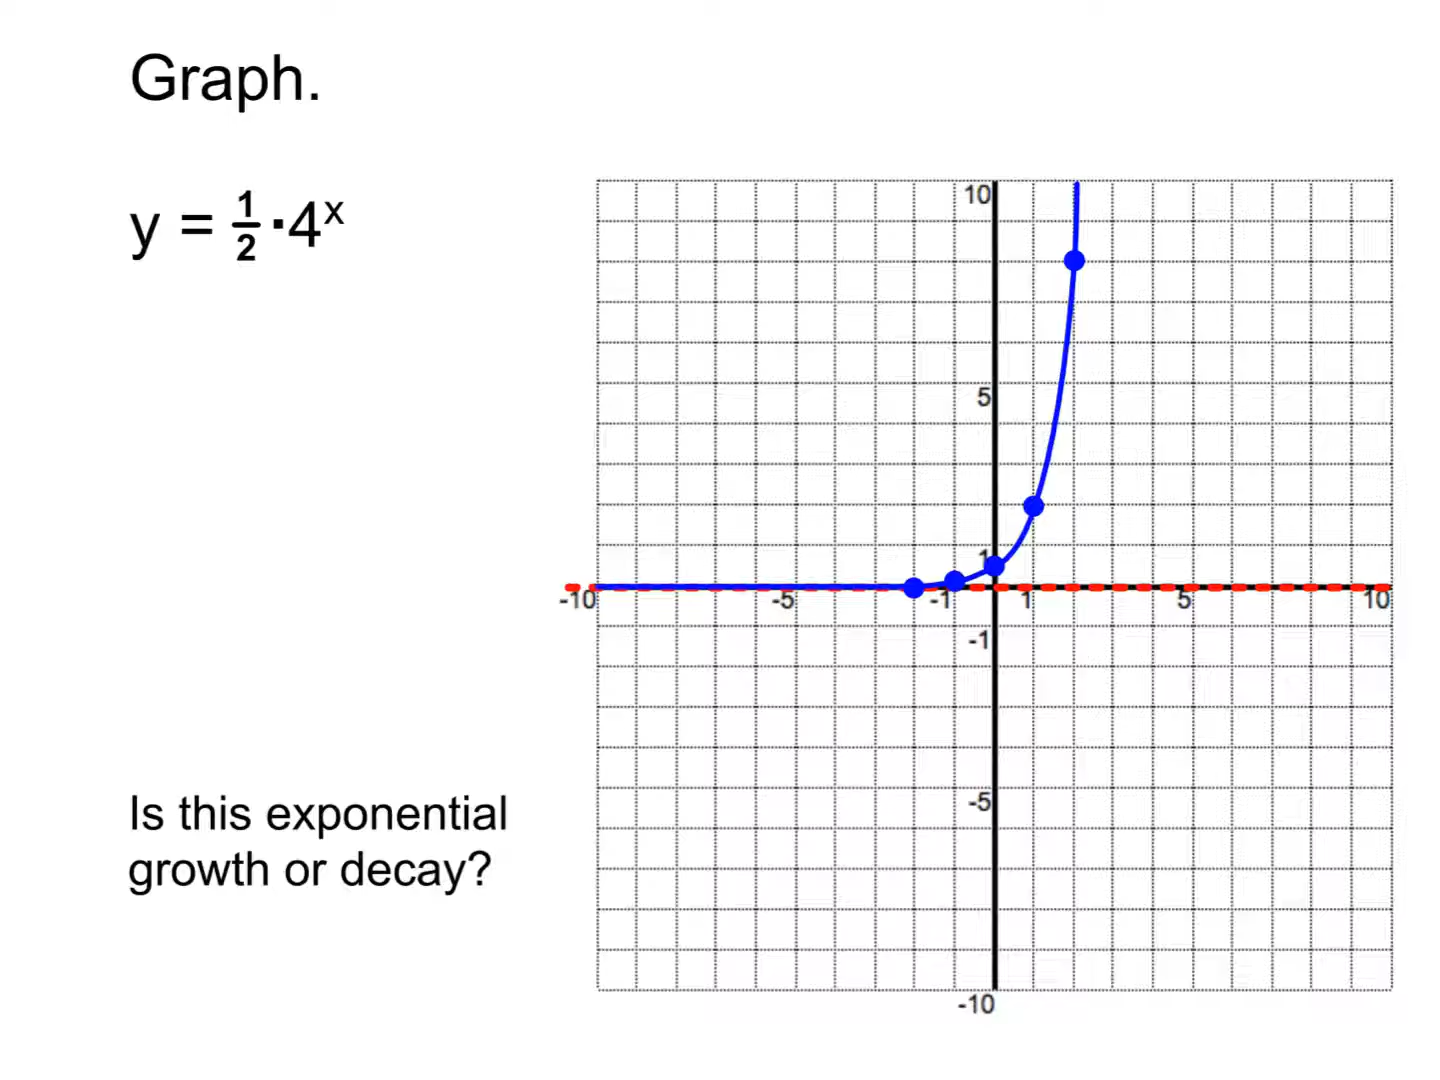 Graph.
y = 1/2 · 4ˣ
10
5
1
-10 -5 -1 1 5 10
-1
-5
-10
Is this exponential
growth or decay?